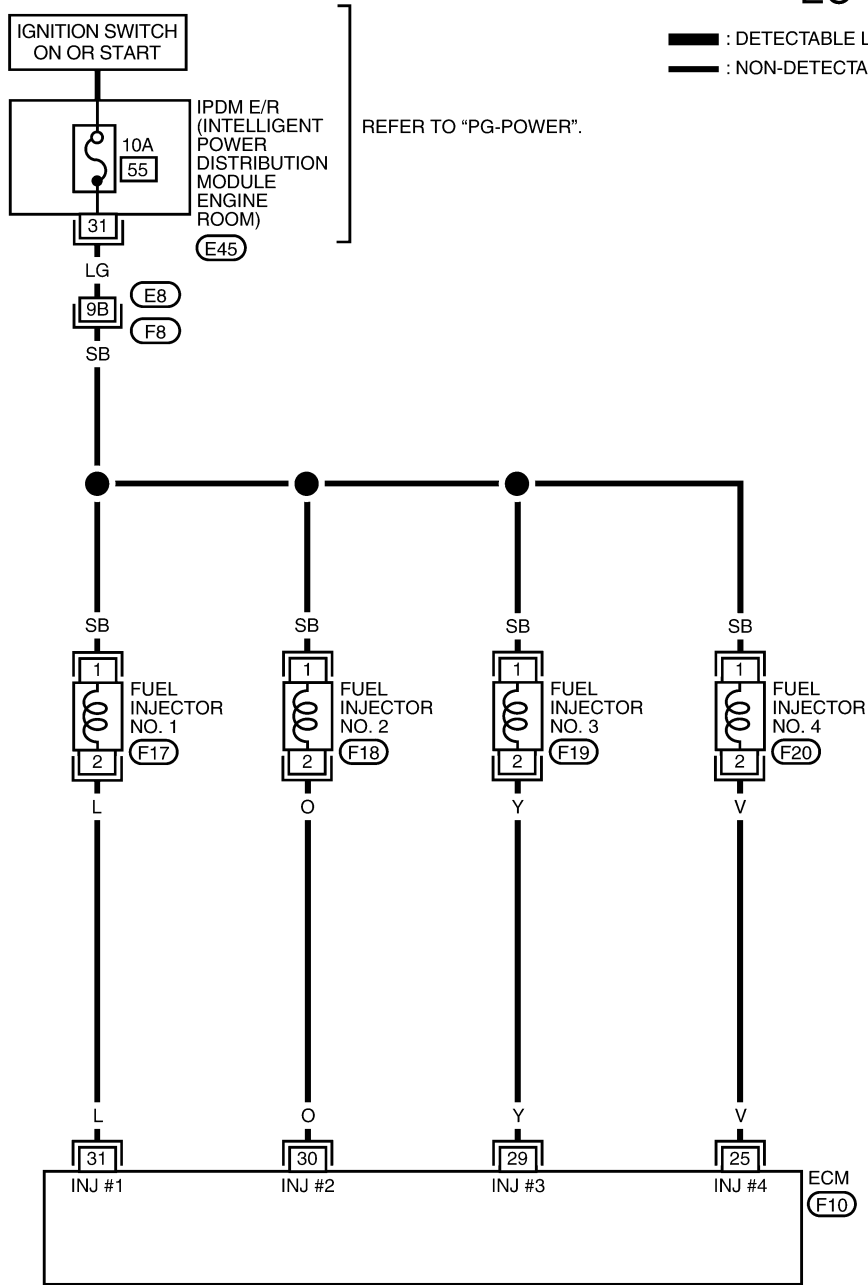 IGNITION SWITCH
ON OR START
: DETECTABLE L
: NON-DETECTA
IPDM E/R
(INTELLIGENT
POWER
DISTRIBUTION
MODULE
ENGINE
ROOM)
E45
10A
55
REFER TO “PG-POWER”.
31
LG
9B
E8
F8
SB
SB
SB
SB
SB
1
1
1
1
FUEL
INJECTOR
NO. 1
F17
FUEL
INJECTOR
NO. 2
F18
FUEL
INJECTOR
NO. 3
F19
FUEL
INJECTOR
NO. 4
F20
2
2
2
2
L
O
Y
V
L
O
Y
V
31
30
29
25
INJ #1
INJ #2
INJ #3
INJ #4
ECM
F10